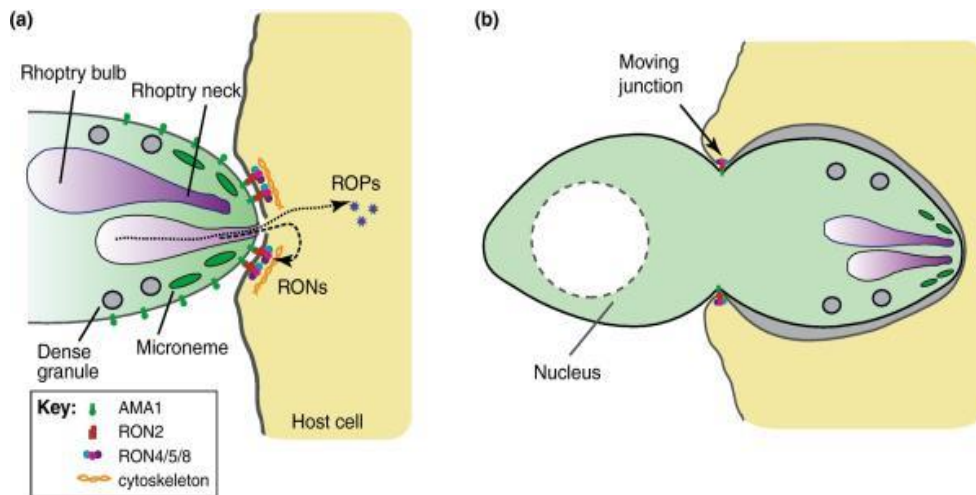 (a)
Rhoptry bulb
Rhoptry neck
ROPs
RONs
Dense
granule
Microneme
Host cell
Key:
AMA1
RON2
RON4/5/8
cytoskeleton
(b)
Moving
junction
Nucleus